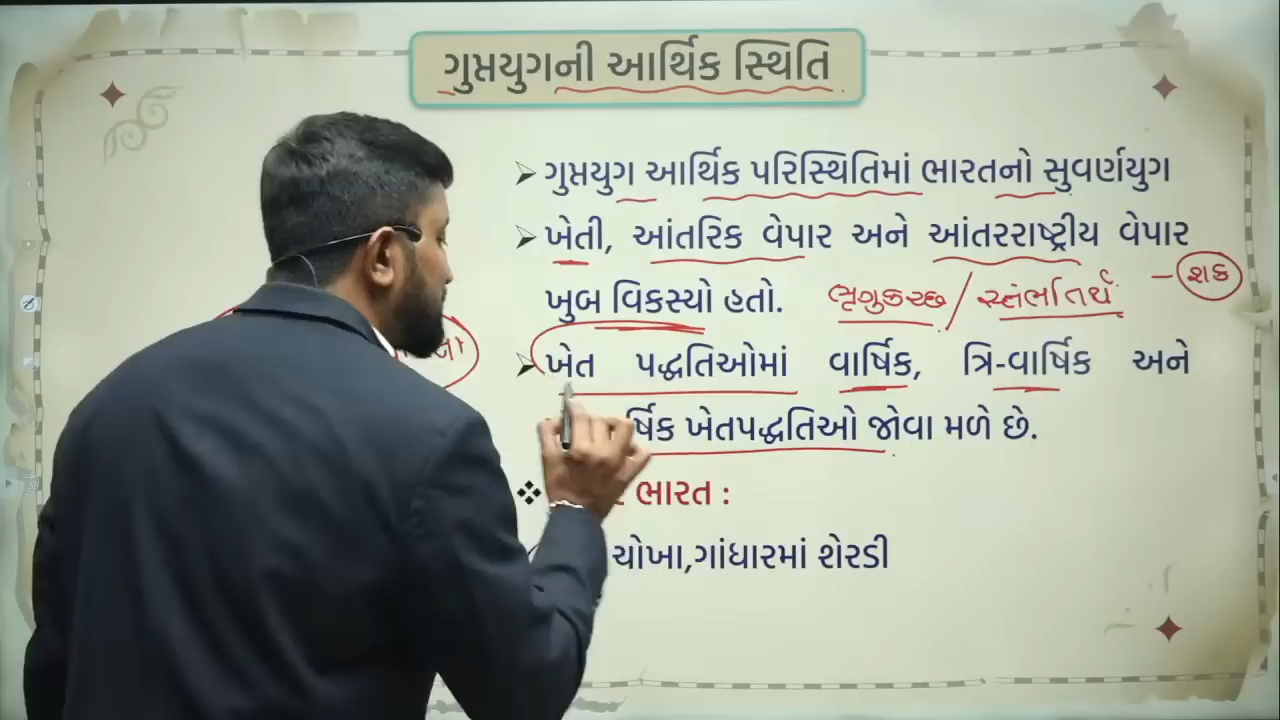 ગુપ્તયુગની આર્થિક સ્થિતિ
ગુપ્તયુગ આર્થિક પરિસ્થિતિમાં ભારતનો સુવર્ણયુગ
ખેતી, આંતરિક વેપાર અને આંતરરાષ્ટ્રીય વેપાર
ખુબ વિકસ્યો હતો. ભૃગુકચ્છ / સ્તંભતિર્થ - શક
ખેત પદ્ધતિઓમાં વાર્ષિક, ત્રિ-વાર્ષિક અને
ખેતપદ્ધતિઓ જોવા મળે છે.
ભારત :
ચોખા,ગાંધારમાં શેરડી